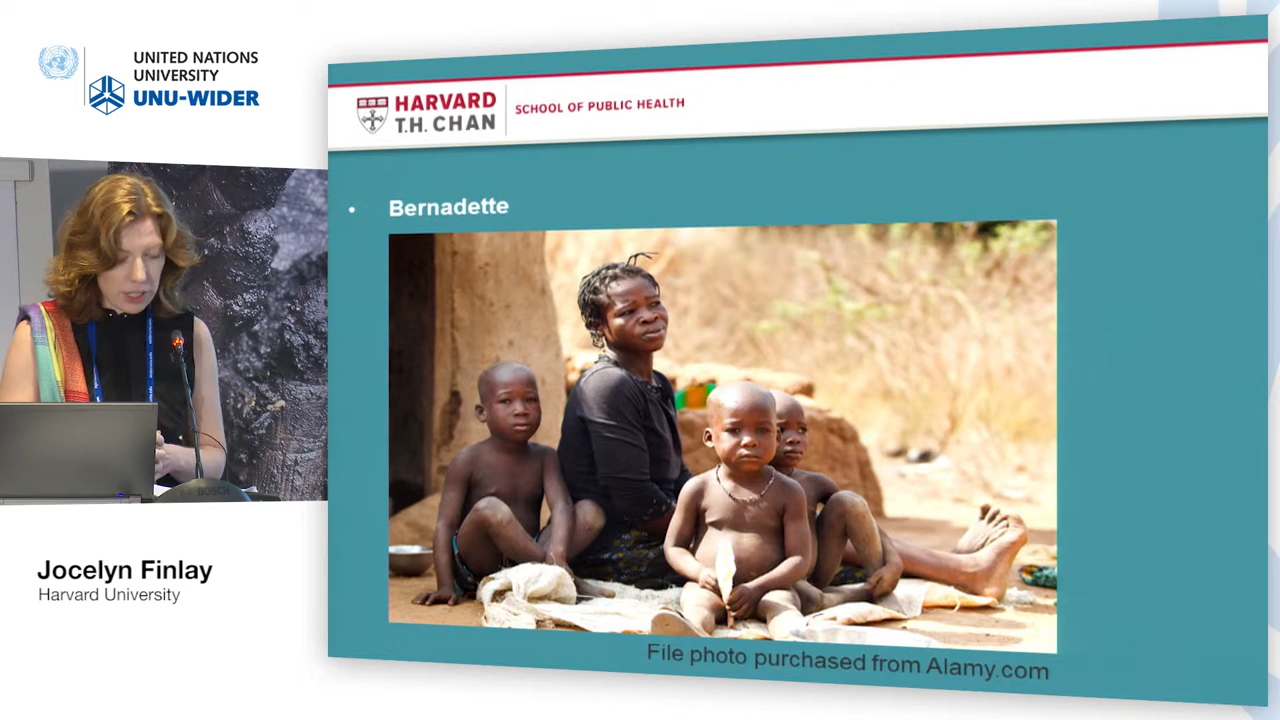 UNITED NATIONS
UNIVERSITY
UNU-WIDER
HARVARD
T.H. CHAN
SCHOOL OF PUBLIC HEALTH
• Bernadette
File photo purchased from Alamy.com
BOSCH
Jocelyn Finlay
Harvard University